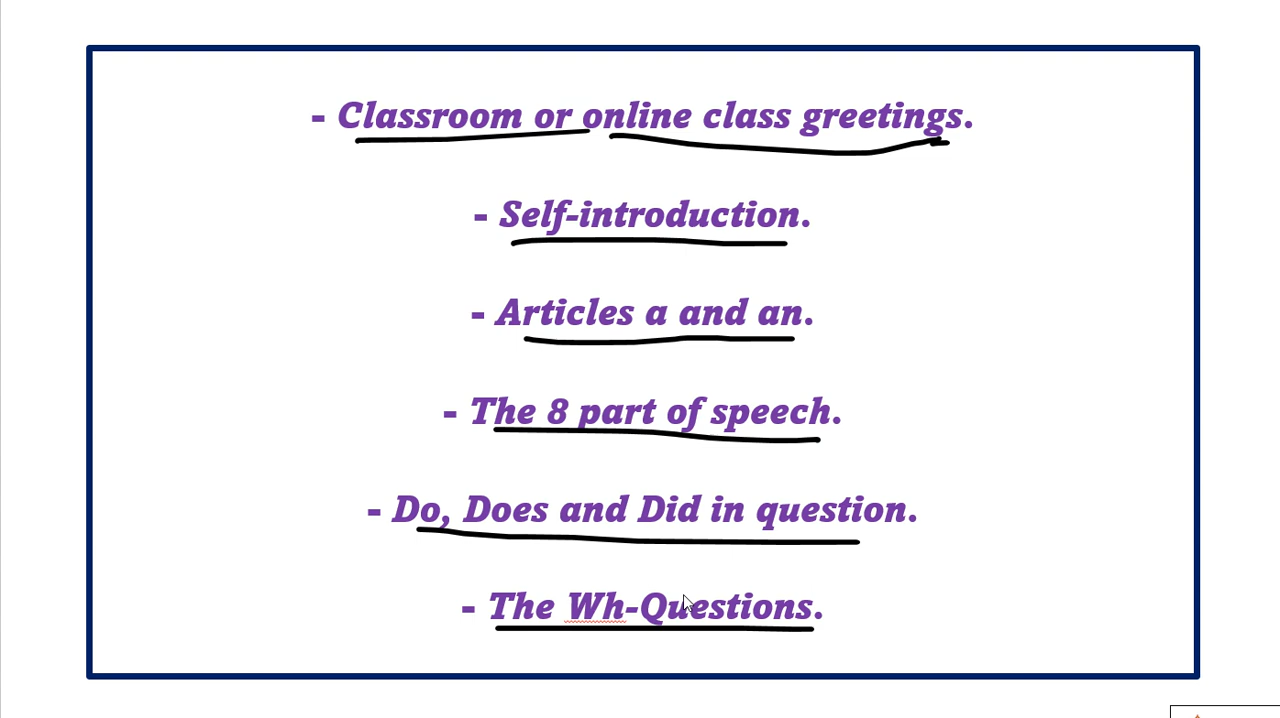 - Classroom or online class greetings.
- Self-introduction.
- Articles a and an.
- The 8 part of speech.
- Do, Does and Did in question.
- The Wh-Questions.